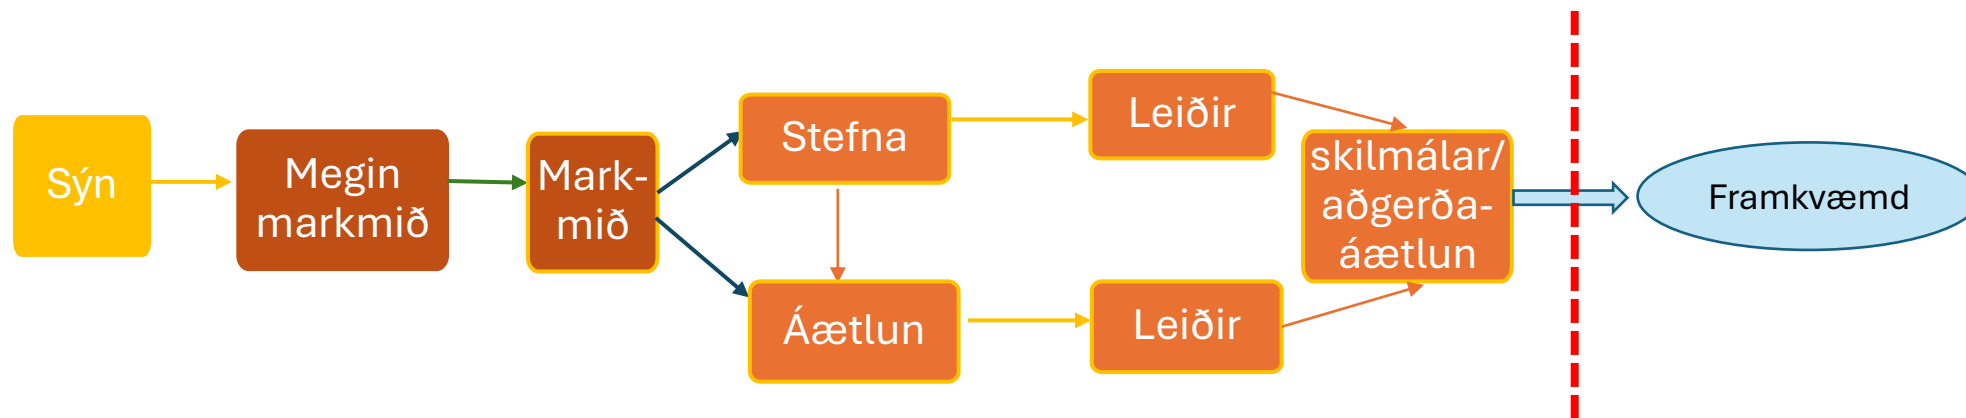 Sýn
Megin
markmið
Mark-
mið
Stefna
Áætlun
Leiðir
Leiðir
skilmálar/
aðgerða-
áætlun
Framkvæmd